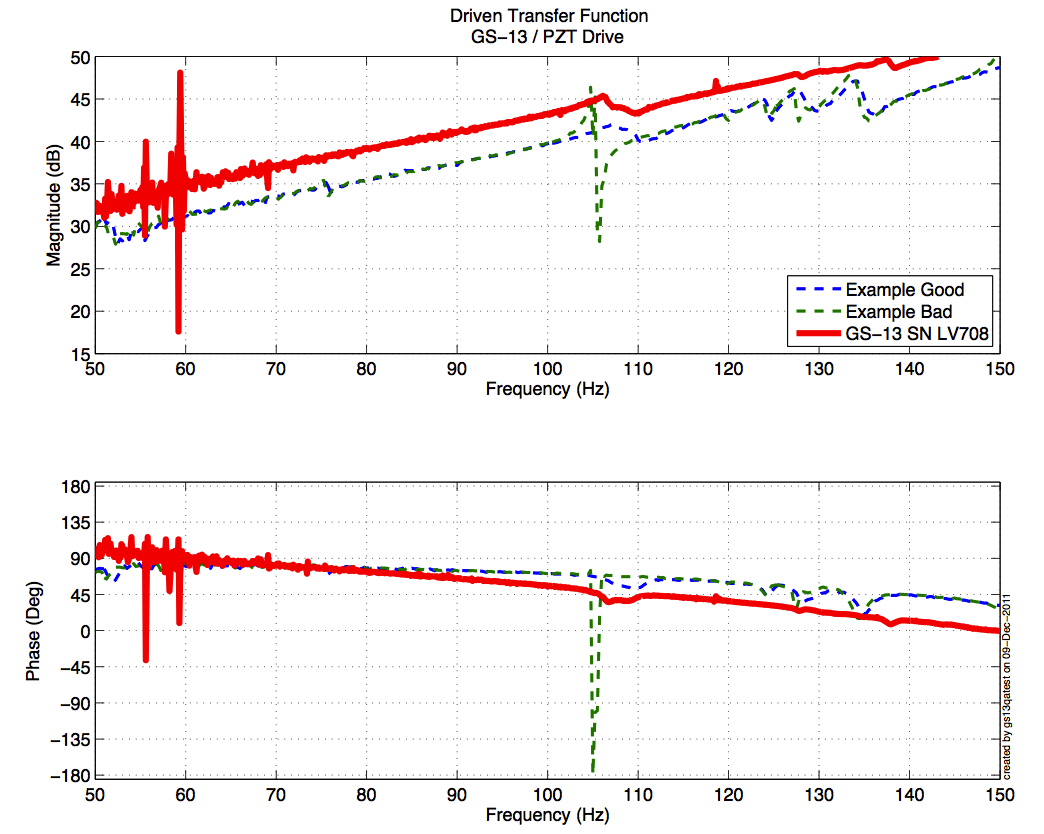 Driven Transfer Function
GS−13 / PZT Drive
50
45
40
35
30
25
20
15
Magnitude (dB)
50 60 70 80 90 100 110 120 130 140 150
Frequency (Hz)
Example Good
Example Bad
GS−13 SN LV708
180
135
90
45
0
−45
−90
−135
−180
Phase (Deg)
50 60 70 80 90 100 110 120 130 140 150
Frequency (Hz)
created by gs13qatest on 09−Dec−2011